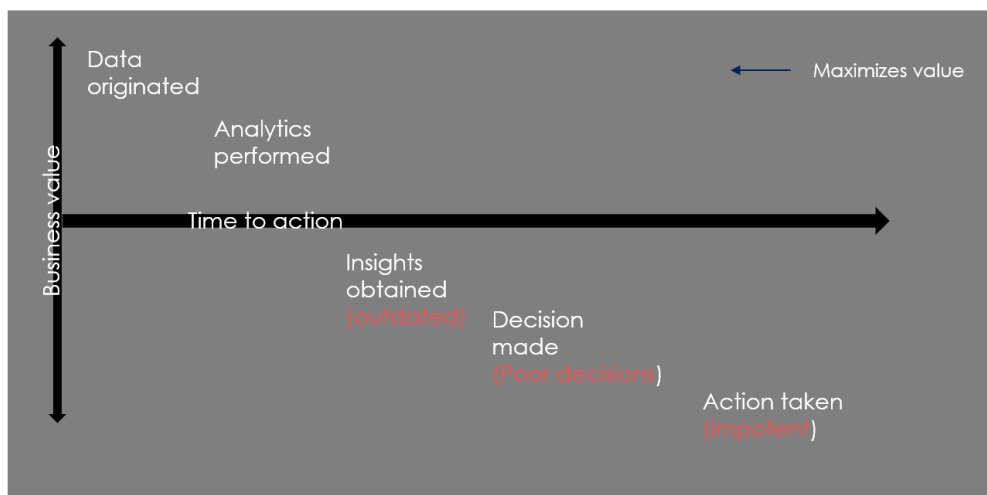 Data
originated
Maximizes value
Analytics
performed
Business value
Time to action
Insights
obtained
(outdated)
Decision
made
(Poor decisions)
Action taken
(impotent)